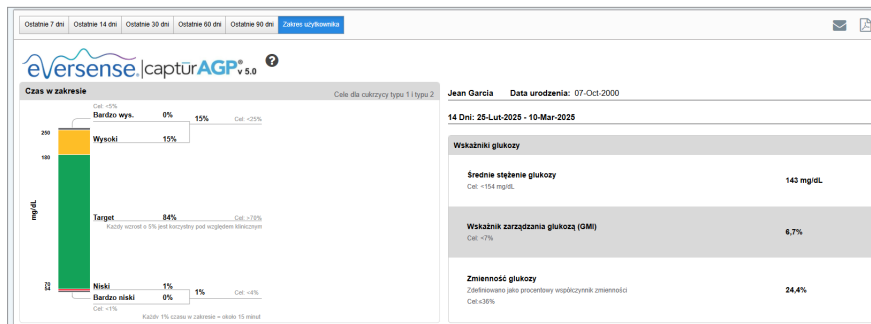 Ostatnie 7 dni Ostatnie 14 dni Ostatnie 30 dni Ostatnie 60 dni Ostatnie 90 dni Zakres użytkownika
eversense. | captūrAGP® v 5.0 ?
Czas w zakresie Cele dla cukrzycy typu 1 i typu 2
Cel: <5%
Bardzo wys. 0%
15% Cel: <25%
250
Wysoki 15%
180
mg/dL
Target 84% Cel: >70%
Każdy wzrost o 5% jest korzystny pod względem klinicznym
70
54
Niski 1%
1% Cel: <4%
Bardzo niski 0%
Cel: <1%
Każdy 1% czasu w zakresie = około 15 minut
Jean Garcia Data urodzenia: 07-Oct-2000
14 Dni: 25-Lut-2025 - 10-Mar-2025
Wskaźniki glukozy
Średnie stężenie glukozy
143 mg/dL
Cel: <154 mg/dL
Wskaźnik zarządzania glukozą (GMI)
6,7%
Cel: <7%
Zmienność glukozy
Zdefiniowano jako procentowy współczynnik zmienności
24,4%
Cel:≤36%